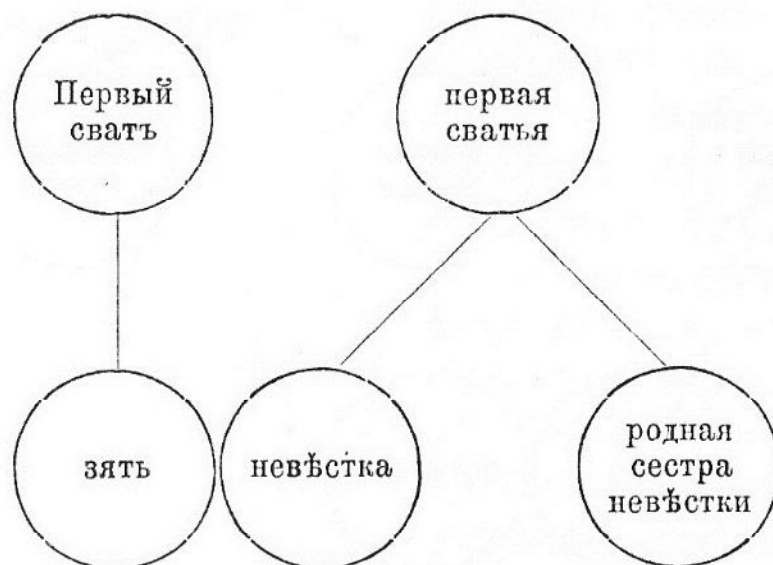 Первый
сватъ
первая
сватья
зять
невѣстка
родная
сестра
невѣстки